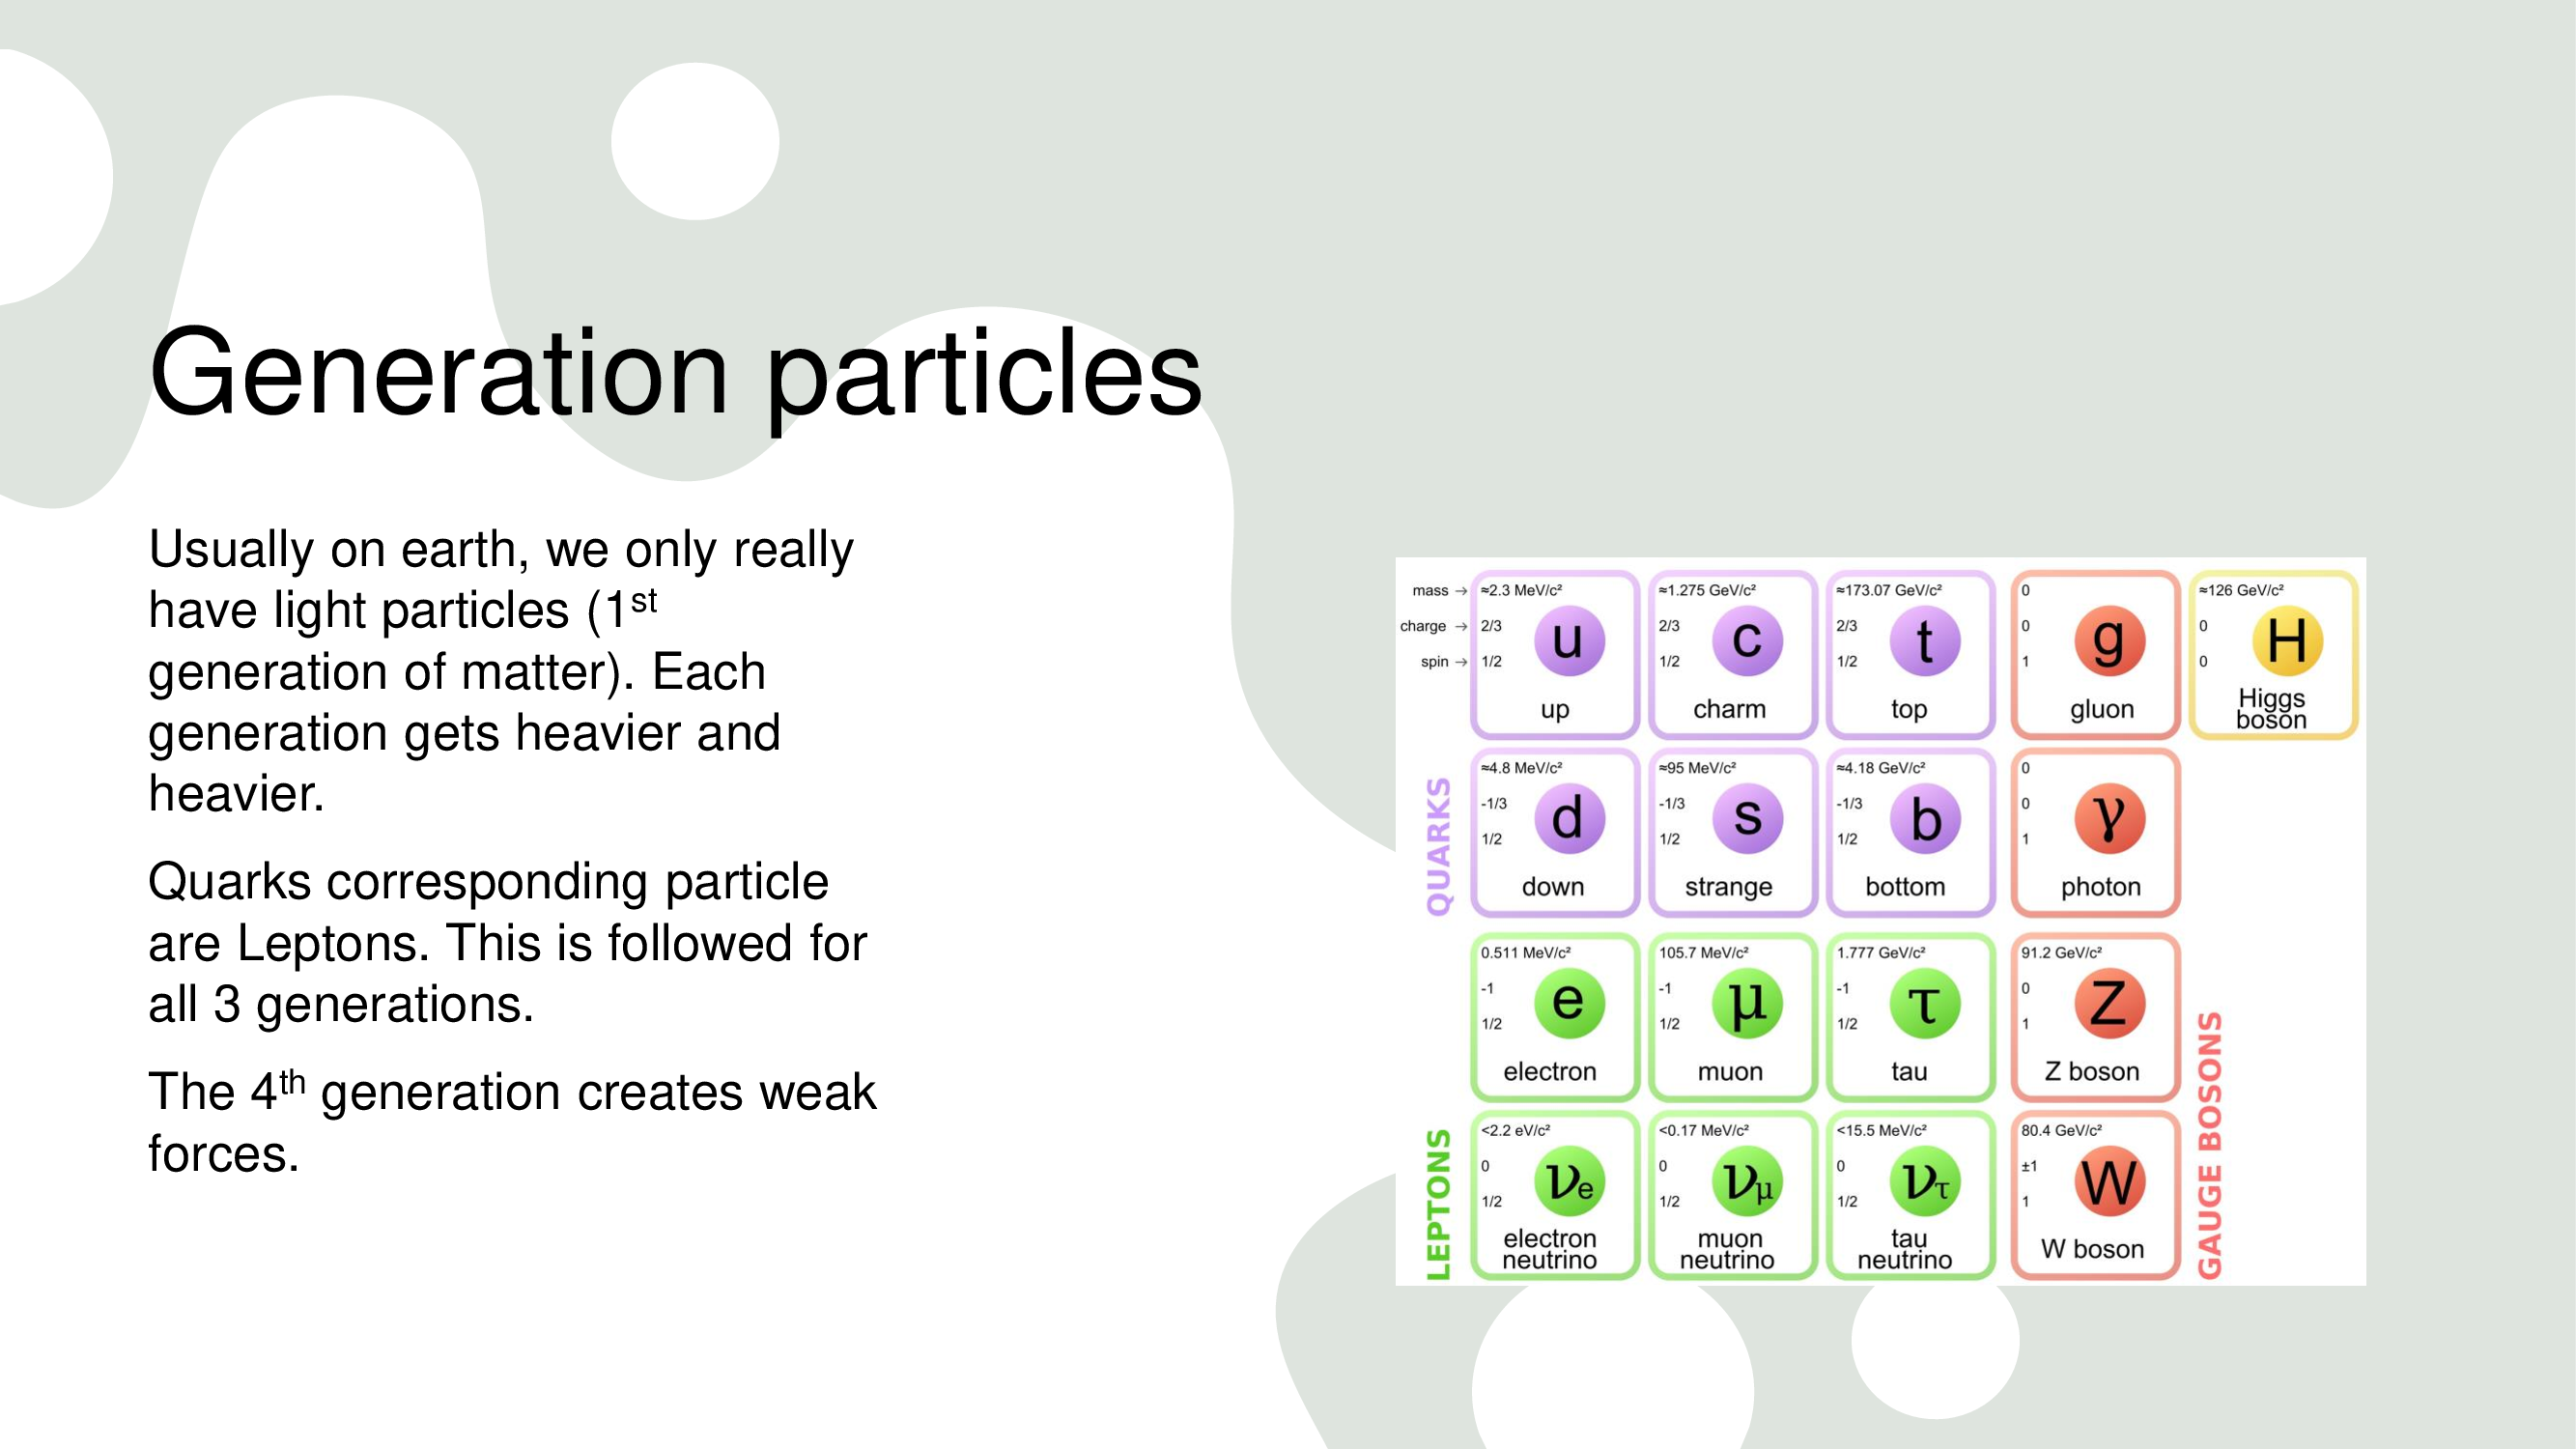 Generation particles
Usually on earth, we only really
have light particles (1st
generation of matter). Each
generation gets heavier and
heavier.
Quarks corresponding particle
are Leptons. This is followed for
all 3 generations.
The 4th generation creates weak
forces.
mass → ≈2.3 MeV/c² ≈1.275 GeV/c² ≈173.07 GeV/c² 0 ≈126 GeV/c²
charge → 2/3 2/3 2/3 0 0
spin → 1/2 1/2 1/2 1 0
u c t g H
up charm top gluon Higgs
boson
QUARKS
≈4.8 MeV/c² ≈95 MeV/c² ≈4.18 GeV/c² 0
-1/3 -1/3 -1/3 0
1/2 1/2 1/2 1
d s b γ
down strange bottom photon
0.511 MeV/c² 105.7 MeV/c² 1.777 GeV/c² 91.2 GeV/c²
-1 -1 -1 0
1/2 1/2 1/2 1
e μ τ Z
electron muon tau Z boson
LEPTONS
<2.2 eV/c² <0.17 MeV/c² <15.5 MeV/c² 80.4 GeV/c²
0 0 0 ±1
1/2 1/2 1/2 1
νe νμ ντ W
electron muon tau W boson
neutrino neutrino neutrino
GAUGE BOSONS